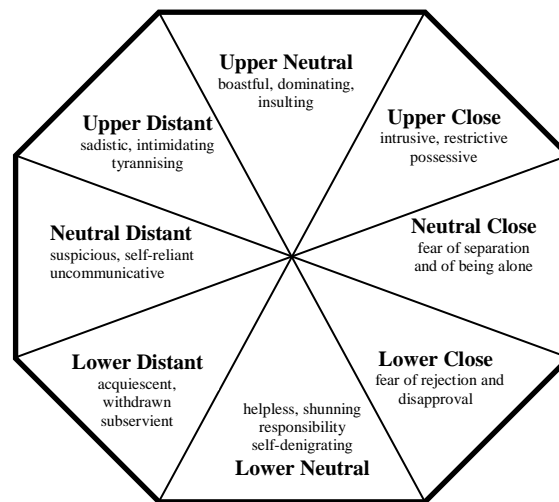 Upper Neutral
boastful, dominating,
insulting
Upper Distant
sadistic, intimidating
tyrannising
Upper Close
intrusive, restrictive
possessive
Neutral Distant
suspicious, self-reliant
uncommunicative
Neutral Close
fear of separation
and of being alone
Lower Distant
acquiescent,
withdrawn
subservient
Lower Close
fear of rejection and
disapproval
helpless, shunning
responsibility
self-denigrating
Lower Neutral